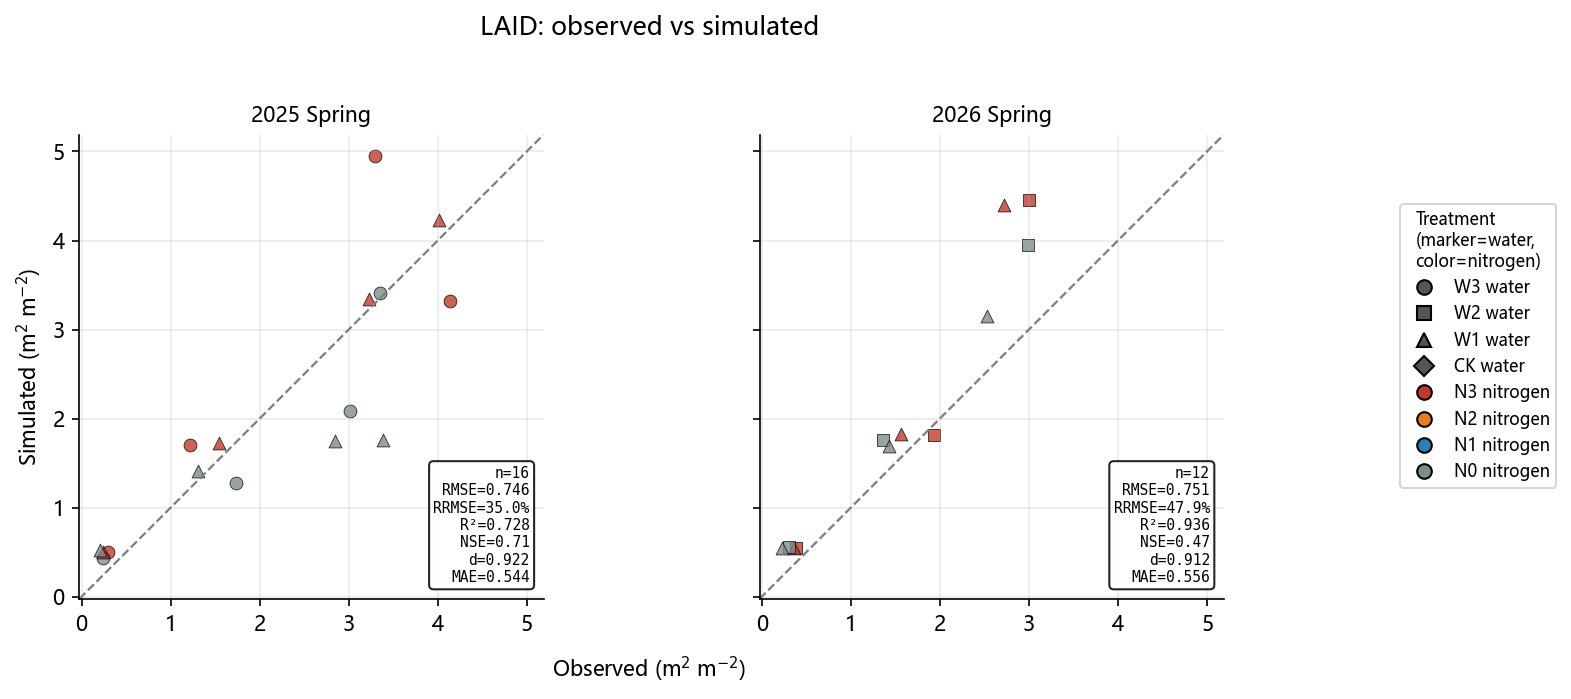 LAID: observed vs simulated
2025 Spring
2026 Spring
Simulated (m² m⁻²)
5
4
3
2
1
0
0 1 2 3 4 5
n=16
RMSE=0.746
RRMSE=35.0%
R²=0.728
NSE=0.71
d=0.922
MAE=0.544
0 1 2 3 4 5
n=12
RMSE=0.751
RRMSE=47.9%
R²=0.936
NSE=0.47
d=0.912
MAE=0.556
Observed (m² m⁻²)
Treatment
(marker=water,
color=nitrogen)
W3 water
W2 water
W1 water
CK water
N3 nitrogen
N2 nitrogen
N1 nitrogen
N0 nitrogen